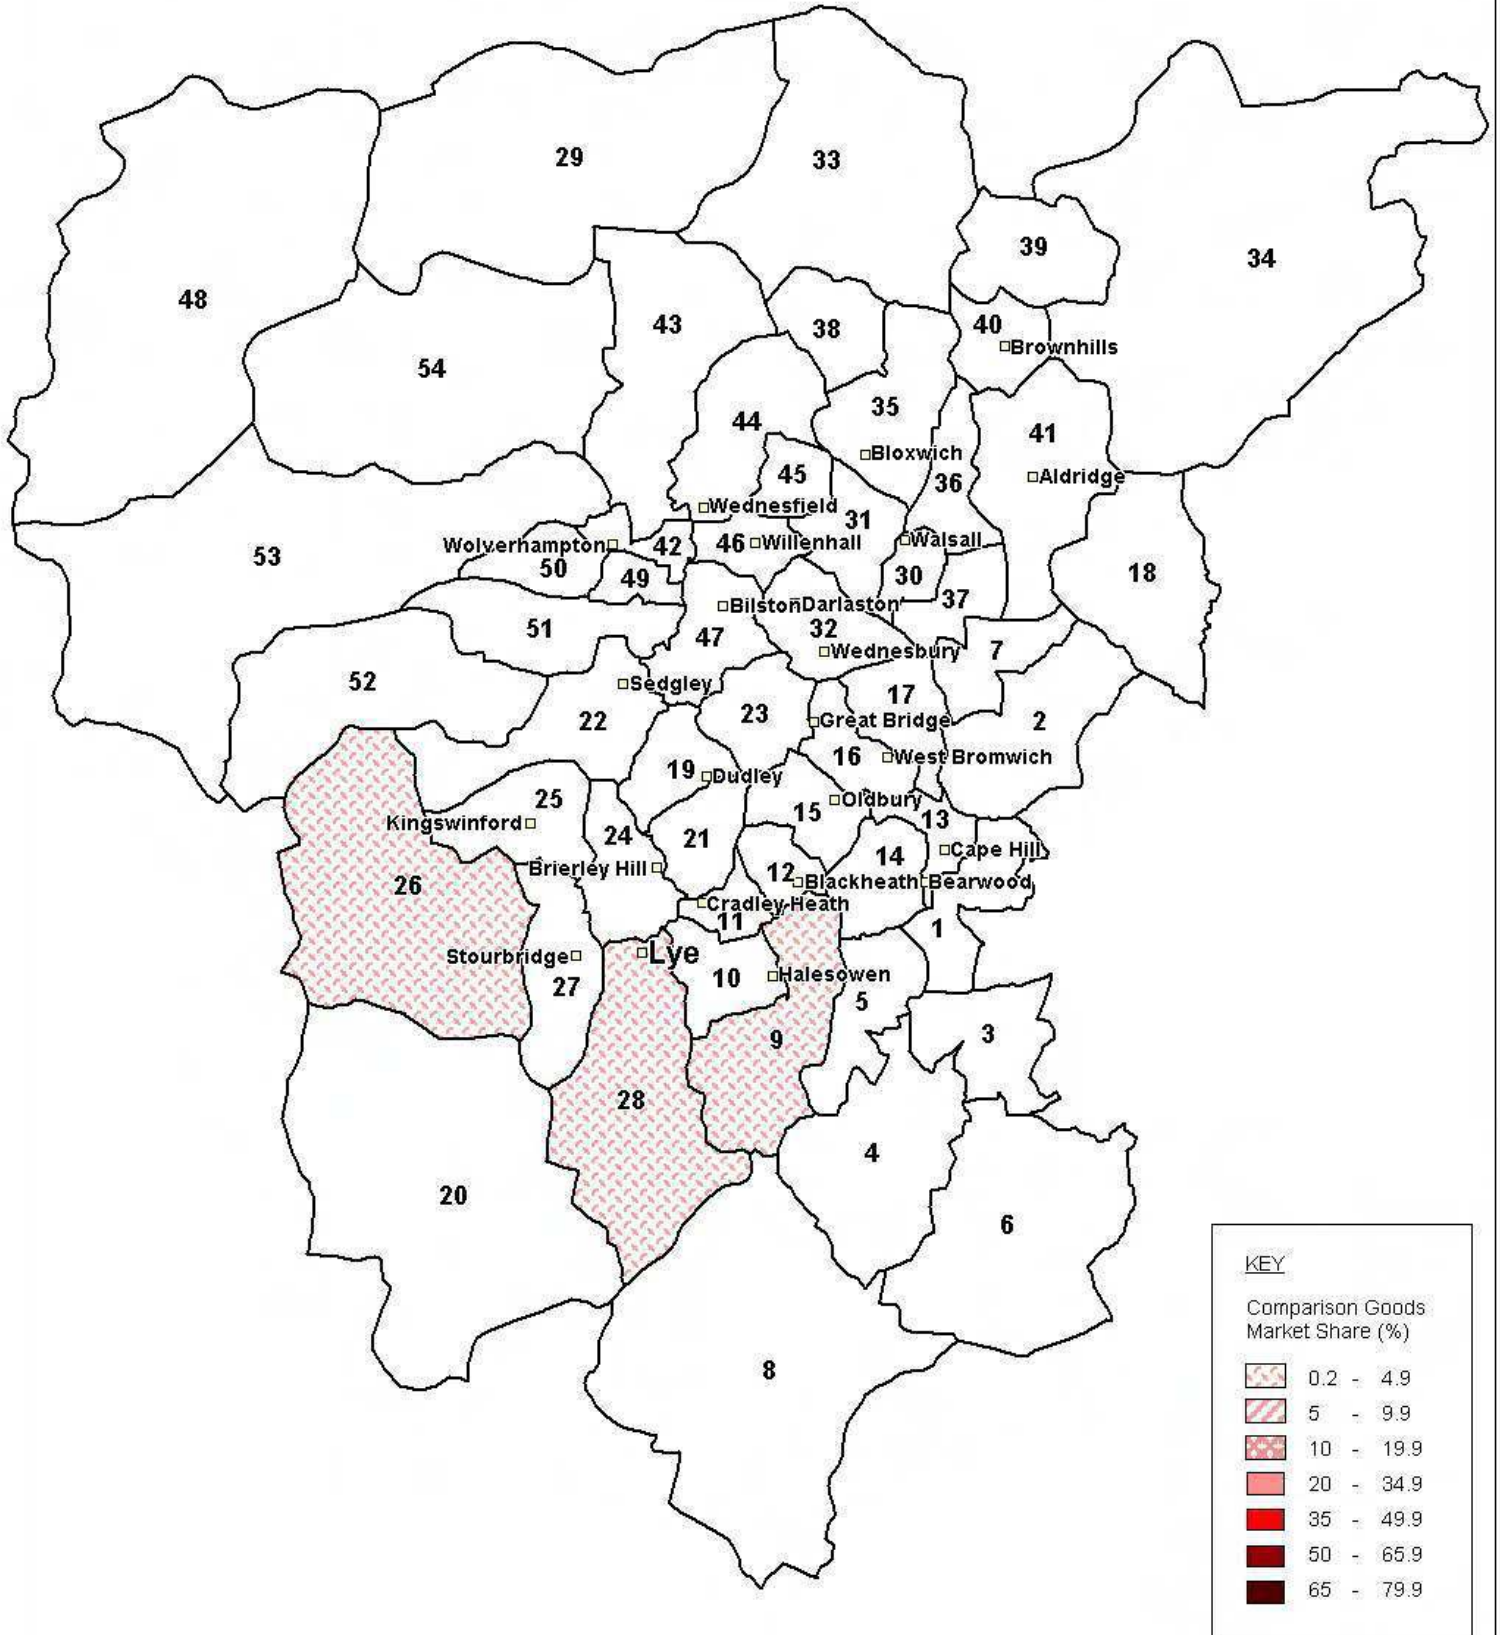 29
33
39
34
48
43
38
40
Brownhills
54
35
44
41
Bloxwich
45
Aldridge
36
Wednesfield
31
Walsall
Wolverhampton
42
46
Willenhall
53
50
49
30
18
37
Bilston
Darlaston
51
47
32
Wednesbury
7
52
Sedgley
17
22
23
Great Bridge
2
16
West Bromwich
19
Dudley
25
Oldbury
15
13
Kingswinford
24
21
Cape Hill
14
Brierley Hill
12
26
Blackheath
Bearwood
Cradley Heath
11
1
Stourbridge
Lye
10
Halesowen
27
5
9
3
28
4
20
6
8
KEY
Comparison Goods
Market Share (%)
0.2 - 4.9
5 - 9.9
10 - 19.9
20 - 34.9
35 - 49.9
50 - 65.9
65 - 79.9